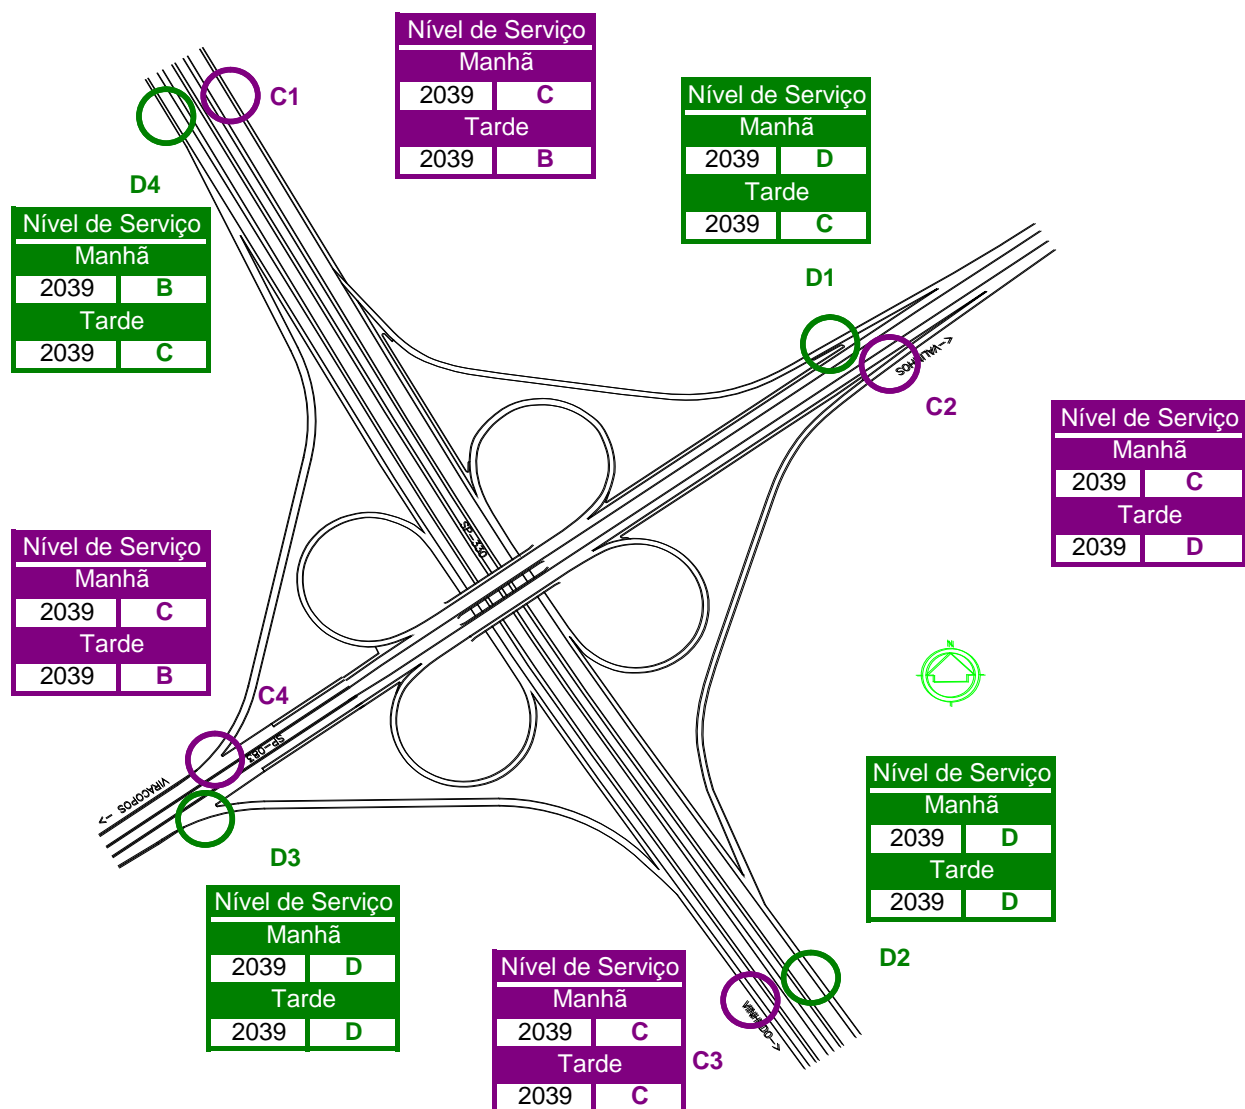 Nível de Serviço
Manhã
2039 C
Tarde
2039 B
C1
Nível de Serviço
Manhã
2039 D
Tarde
2039 C
D1
D4
Nível de Serviço
Manhã
2039 B
Tarde
2039 C
VALINHOS ->
C2
Nível de Serviço
Manhã
2039 C
Tarde
2039 D
SP-330
Nível de Serviço
Manhã
2039 C
Tarde
2039 B
C4
SP-083
VIRACOPOS ->
N
D3
Nível de Serviço
Manhã
2039 D
Tarde
2039 D
Nível de Serviço
Manhã
2039 D
Tarde
2039 D
D2
Nível de Serviço
Manhã
2039 C
Tarde
2039 C
C3
VINHEDO->